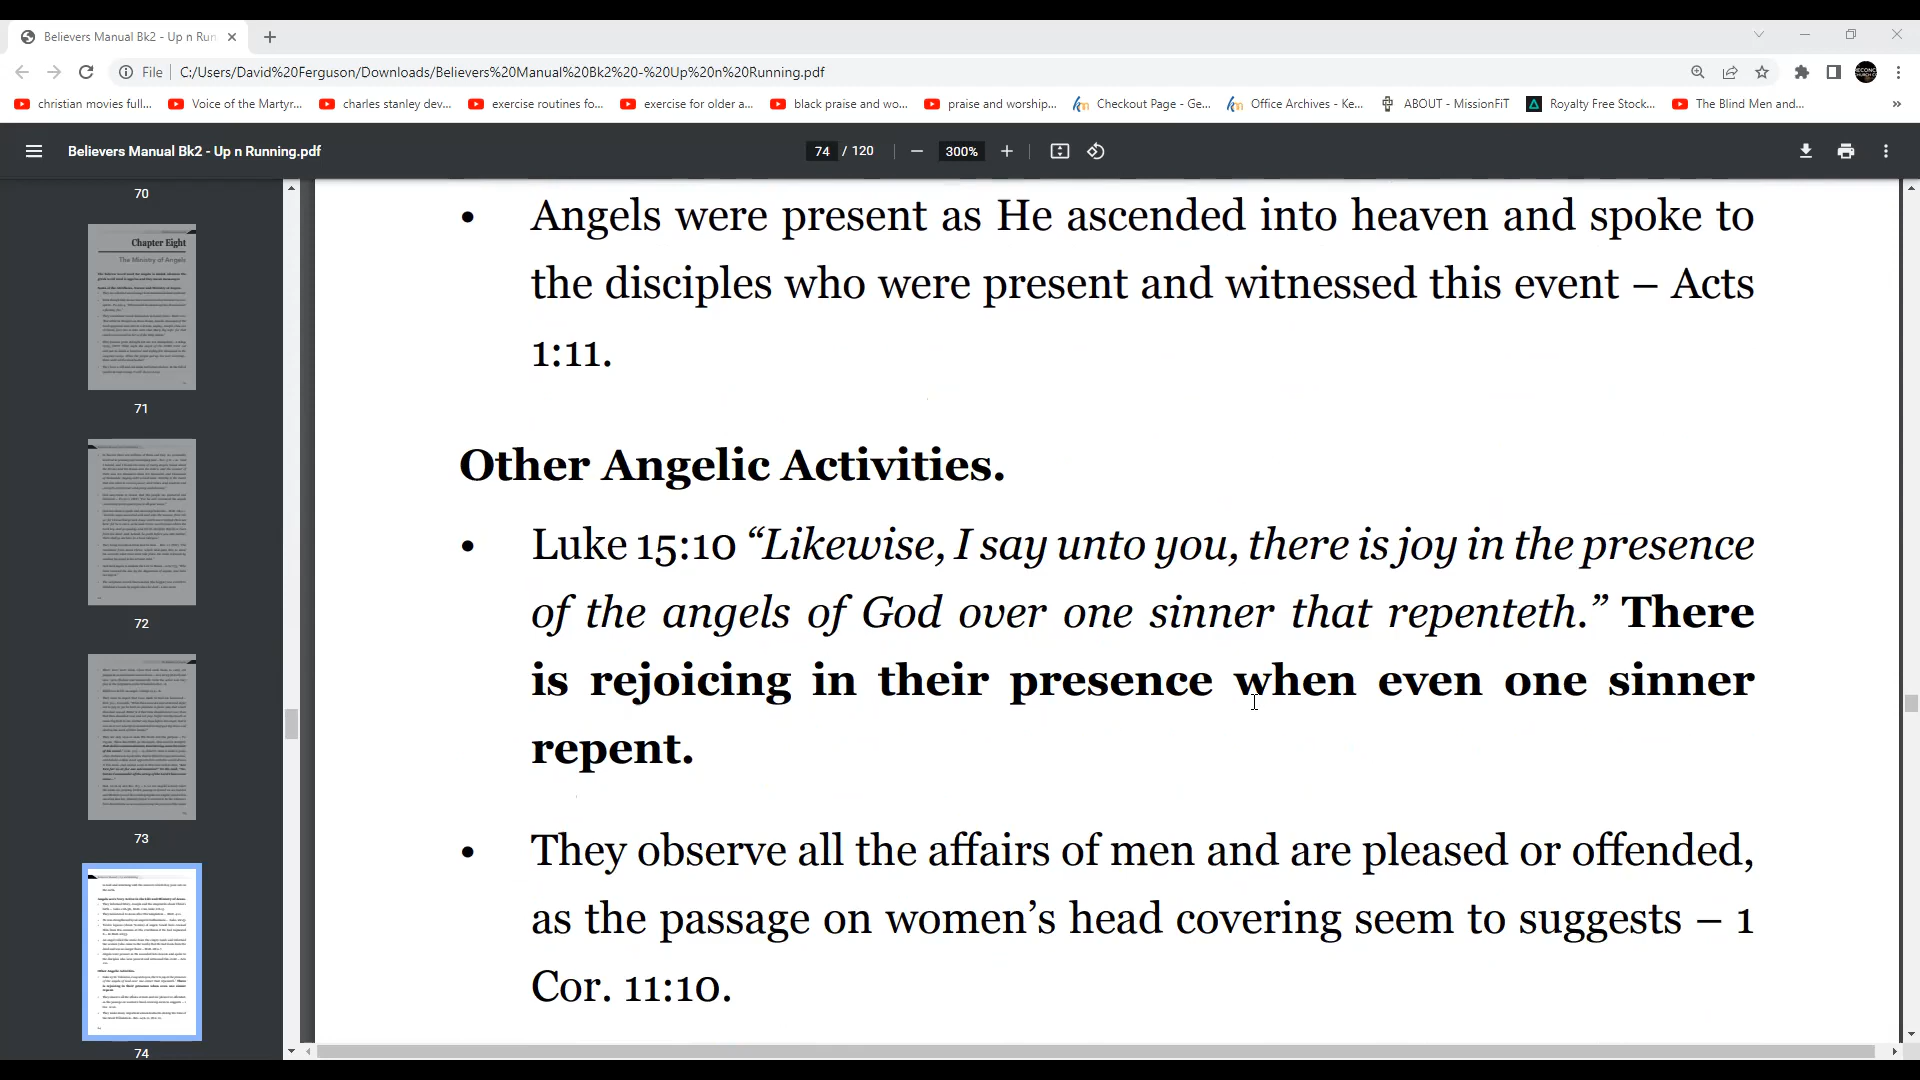 Believers Manual Bk2 - Up n Run
File C:/Users/David%20Ferguson/Downloads/Believers%20Manual%20Bk2%20-%20Up%20n%20Running.pdf
christian movies full... Voice of the Martyr... charles stanley dev... exercise routines fo... exercise for older a... black praise and wo... praise and worship... Checkout Page - Ge... Office Archives - Ke... ABOUT - MissionFiT Royalty Free Stock... The Blind Men and... »
Believers Manual Bk2 - Up n Running.pdf 74 / 120 300%
70
Chapter Eight
The Ministry of Angels
71
72
73
74
• Angels were present as He ascended into heaven and spoke to
the disciples who were present and witnessed this event – Acts
1:11.
Other Angelic Activities.
• Luke 15:10 “Likewise, I say unto you, there is joy in the presence
of the angels of God over one sinner that repenteth.” There
is rejoicing in their presence when even one sinner
repent.
• They observe all the affairs of men and are pleased or offended,
as the passage on women’s head covering seem to suggests – 1
Cor. 11:10.